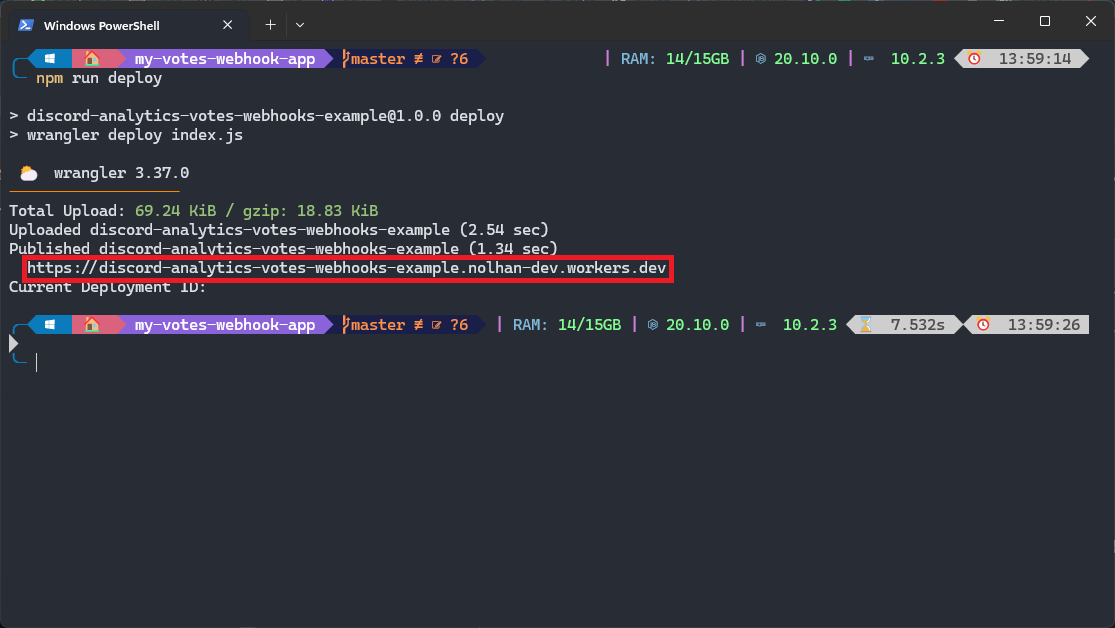 Windows PowerShell
my-votes-webhook-app master ≢ ?6 | RAM: 14/15GB | 20.10.0 | 10.2.3 13:59:14
npm run deploy
> discord-analytics-votes-webhooks-example@1.0.0 deploy
> wrangler deploy index.js
wrangler 3.37.0
Total Upload: 69.24 KiB / gzip: 18.83 KiB
Uploaded discord-analytics-votes-webhooks-example (2.54 sec)
Published discord-analytics-votes-webhooks-example (1.34 sec)
https://discord-analytics-votes-webhooks-example.nolhan-dev.workers.dev
Current Deployment ID:
my-votes-webhook-app master ≢ ?6 | RAM: 14/15GB | 20.10.0 | 10.2.3 7.532s 13:59:26